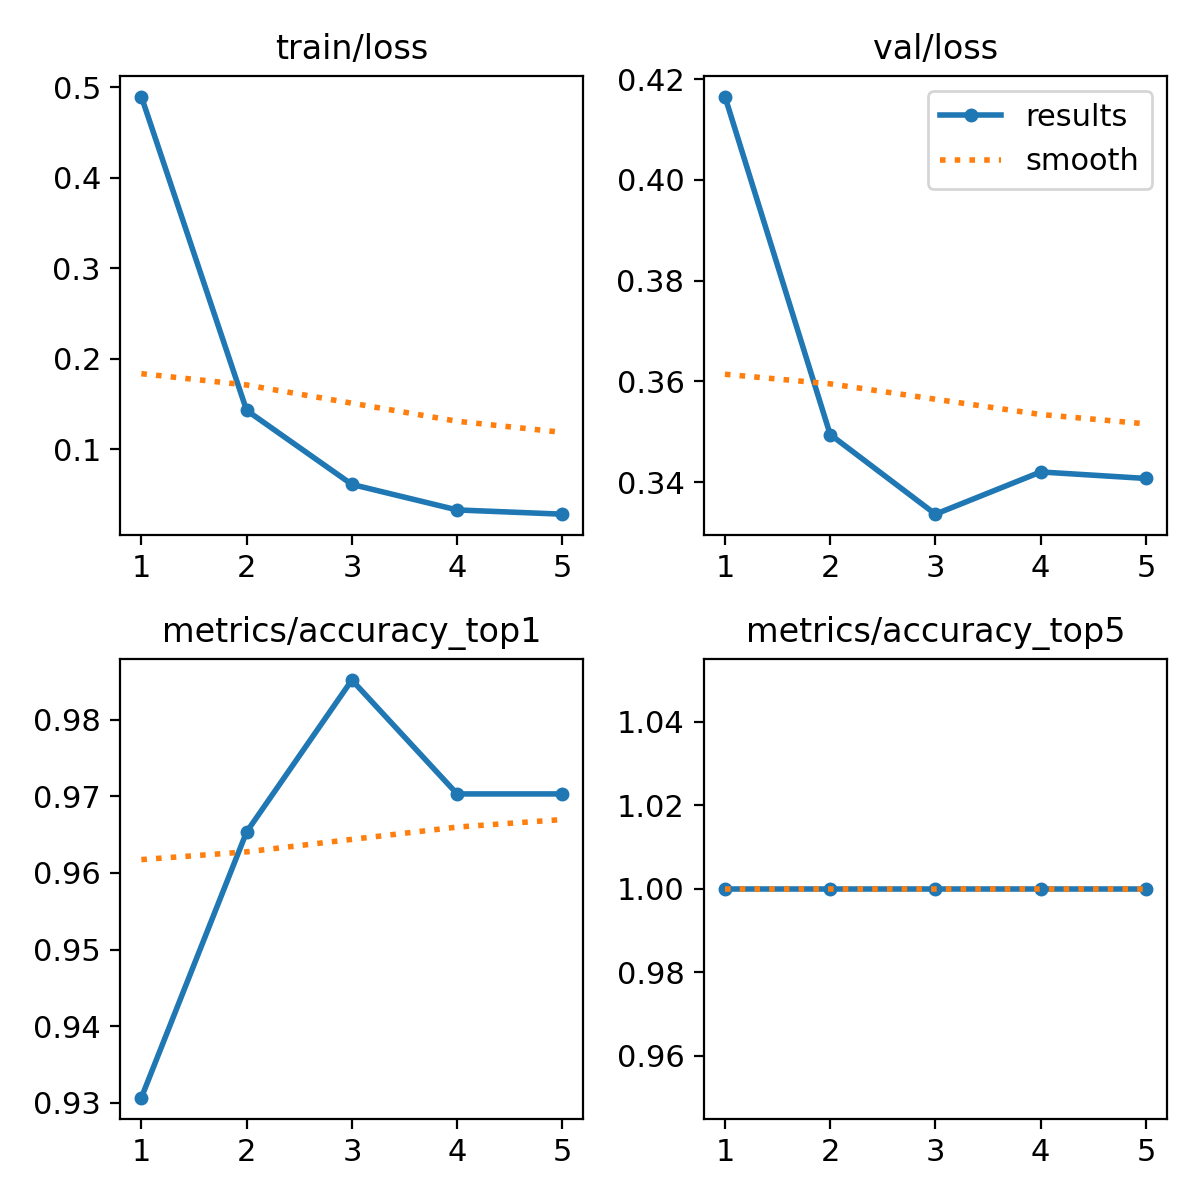 train/loss
0.5
0.4
0.3
0.2
0.1
1 2 3 4 5
val/loss
0.42
0.40
0.38
0.36
0.34
results
smooth
1 2 3 4 5
metrics/accuracy_top1
0.98
0.97
0.96
0.95
0.94
0.93
1 2 3 4 5
metrics/accuracy_top5
1.04
1.02
1.00
0.98
0.96
1 2 3 4 5